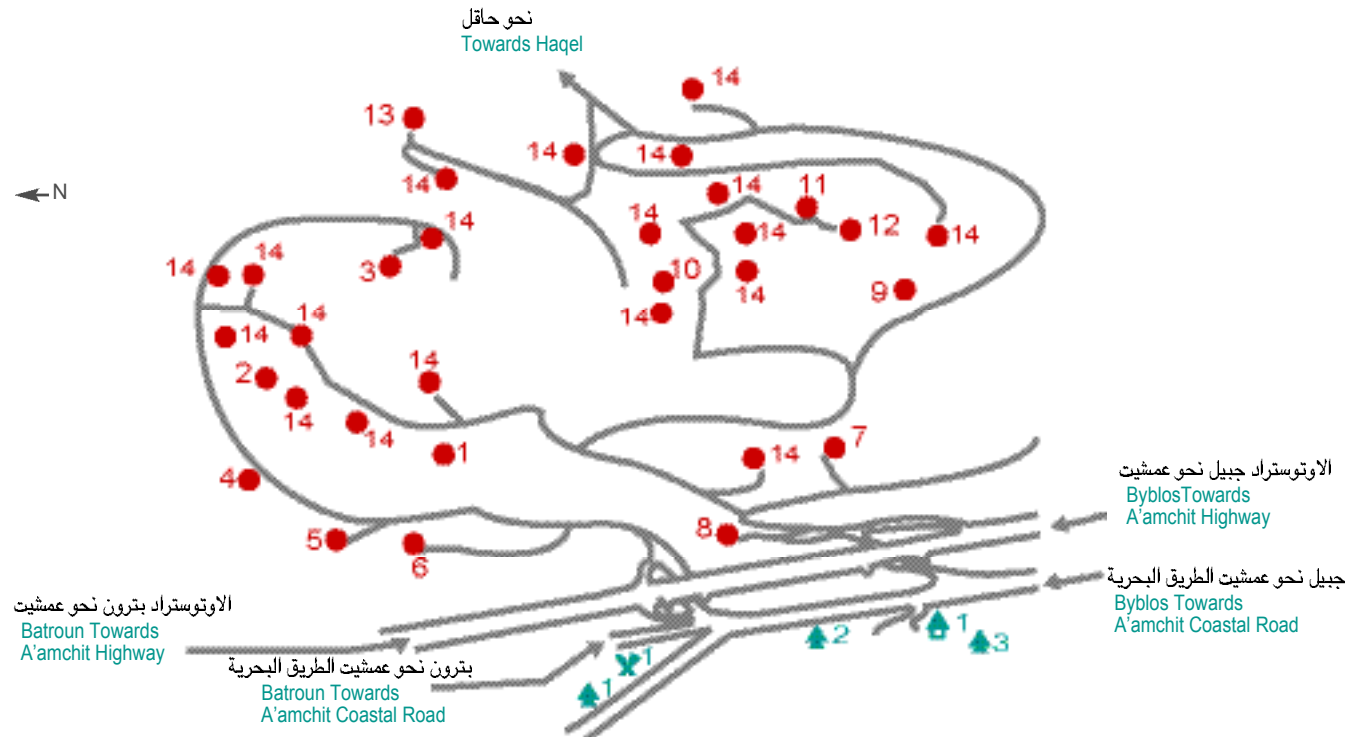 نحو حاقل
Towards Haqel
14
13
14
14
14
N
14
11
14
14
14
12
14
3
14
14
10
14
9
14
14
14
14
2
14
14
14
1
14
7
4
8
5
6
الاوتوستراد جبيل نحو عمشيت
ByblosTowards
A'amchit Highway
جبيل نحو عمشيت الطريق البحرية
Byblos Towards
A'amchit Coastal Road
الاوتوستراد بترون نحو عمشيت
Batroun Towards
A'amchit Highway
بترون نحو عمشيت الطريق البحرية
Batroun Towards
A'amchit Coastal Road
1
1
2
1
3